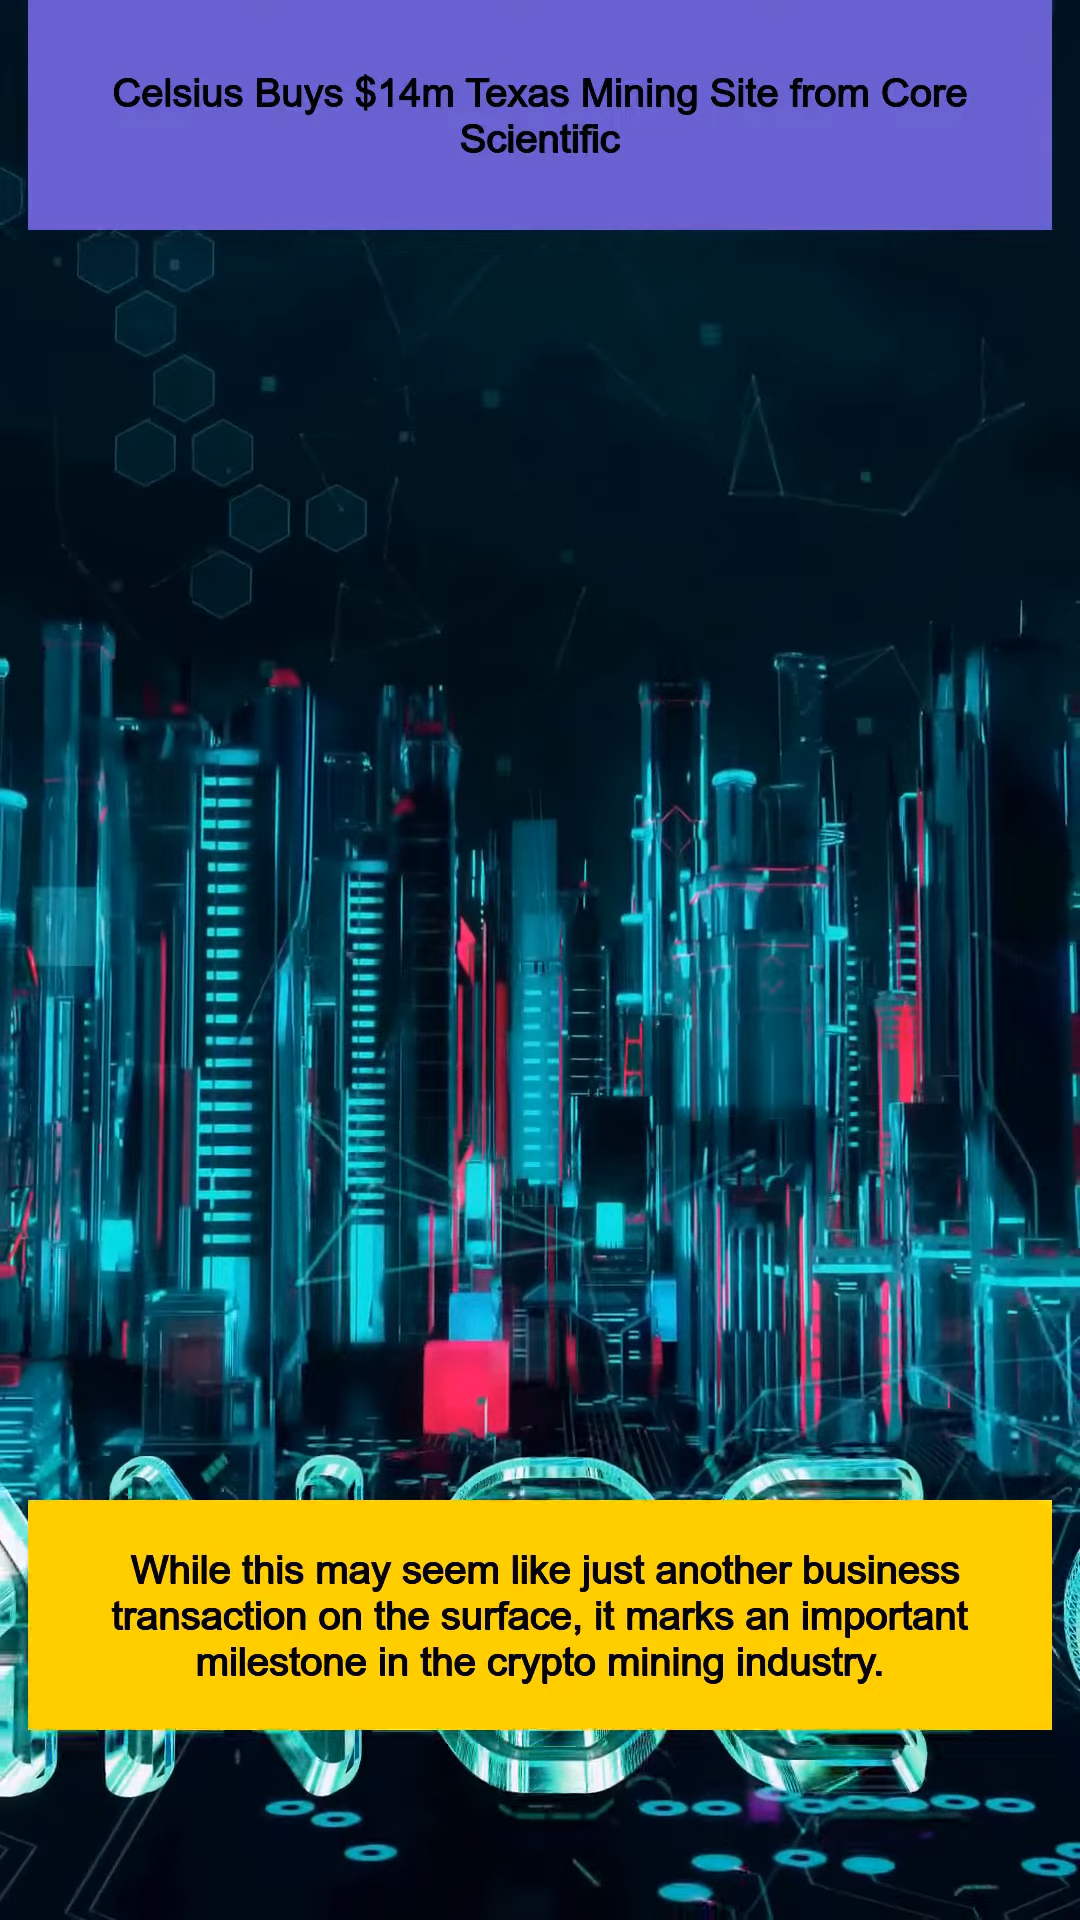 Celsius Buys $14m Texas Mining Site from Core
Scientific
While this may seem like just another business
transaction on the surface, it marks an important
milestone in the crypto mining industry.